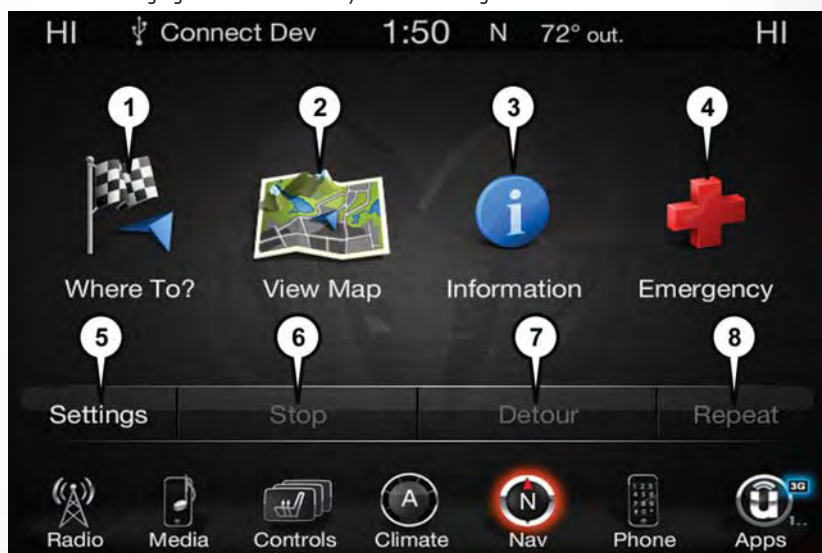 HI Connect Dev 1:50 N 72° out. HI
1 2 3 4
Where To? View Map Information Emergency
5 6 7 8
Settings Stop Detour Repeat
A N 3G
Radio Media Controls Climate Nav Phone Apps